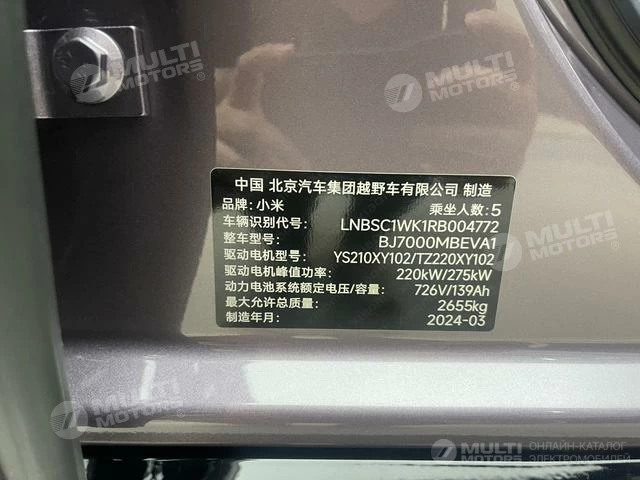 MULTI
MOTORS®
MULTI
MOTORS®
中国 北京汽车集团越野车有限公司 制造
品牌: 小米 乘坐人数: 5
车辆识别代号: LNBSC1WK1RB004772
整车型号: BJ7000MBEVA1
驱动电机型号: YS210XY102/TZ220XY102
驱动电机峰值功率: 220kW/275kW
动力电池系统额定电压/容量: 726V/139Ah
最大允许总质量: 2655kg
制造年月: 2024-03
MULTI
MOTORS®
MULTI
MOTORS®
MULTI
MOTORS
ОНЛАЙН-КАТАЛОГ
ЭЛЕКТРОМОБИЛЕЙ